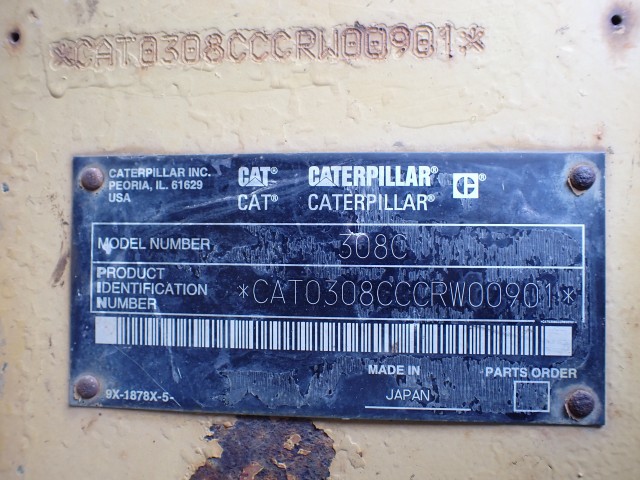 *CAT0308CCCRW00901*
CATERPILLAR INC.
PEORIA, IL. 61629
USA
CAT® CATERPILLAR®
CAT® CATERPILLAR®
MODEL NUMBER 308C
PRODUCT
IDENTIFICATION
NUMBER
*CAT0308CCCRW00901*
MADE IN
JAPAN
PARTS ORDER
9X-1878X-5-